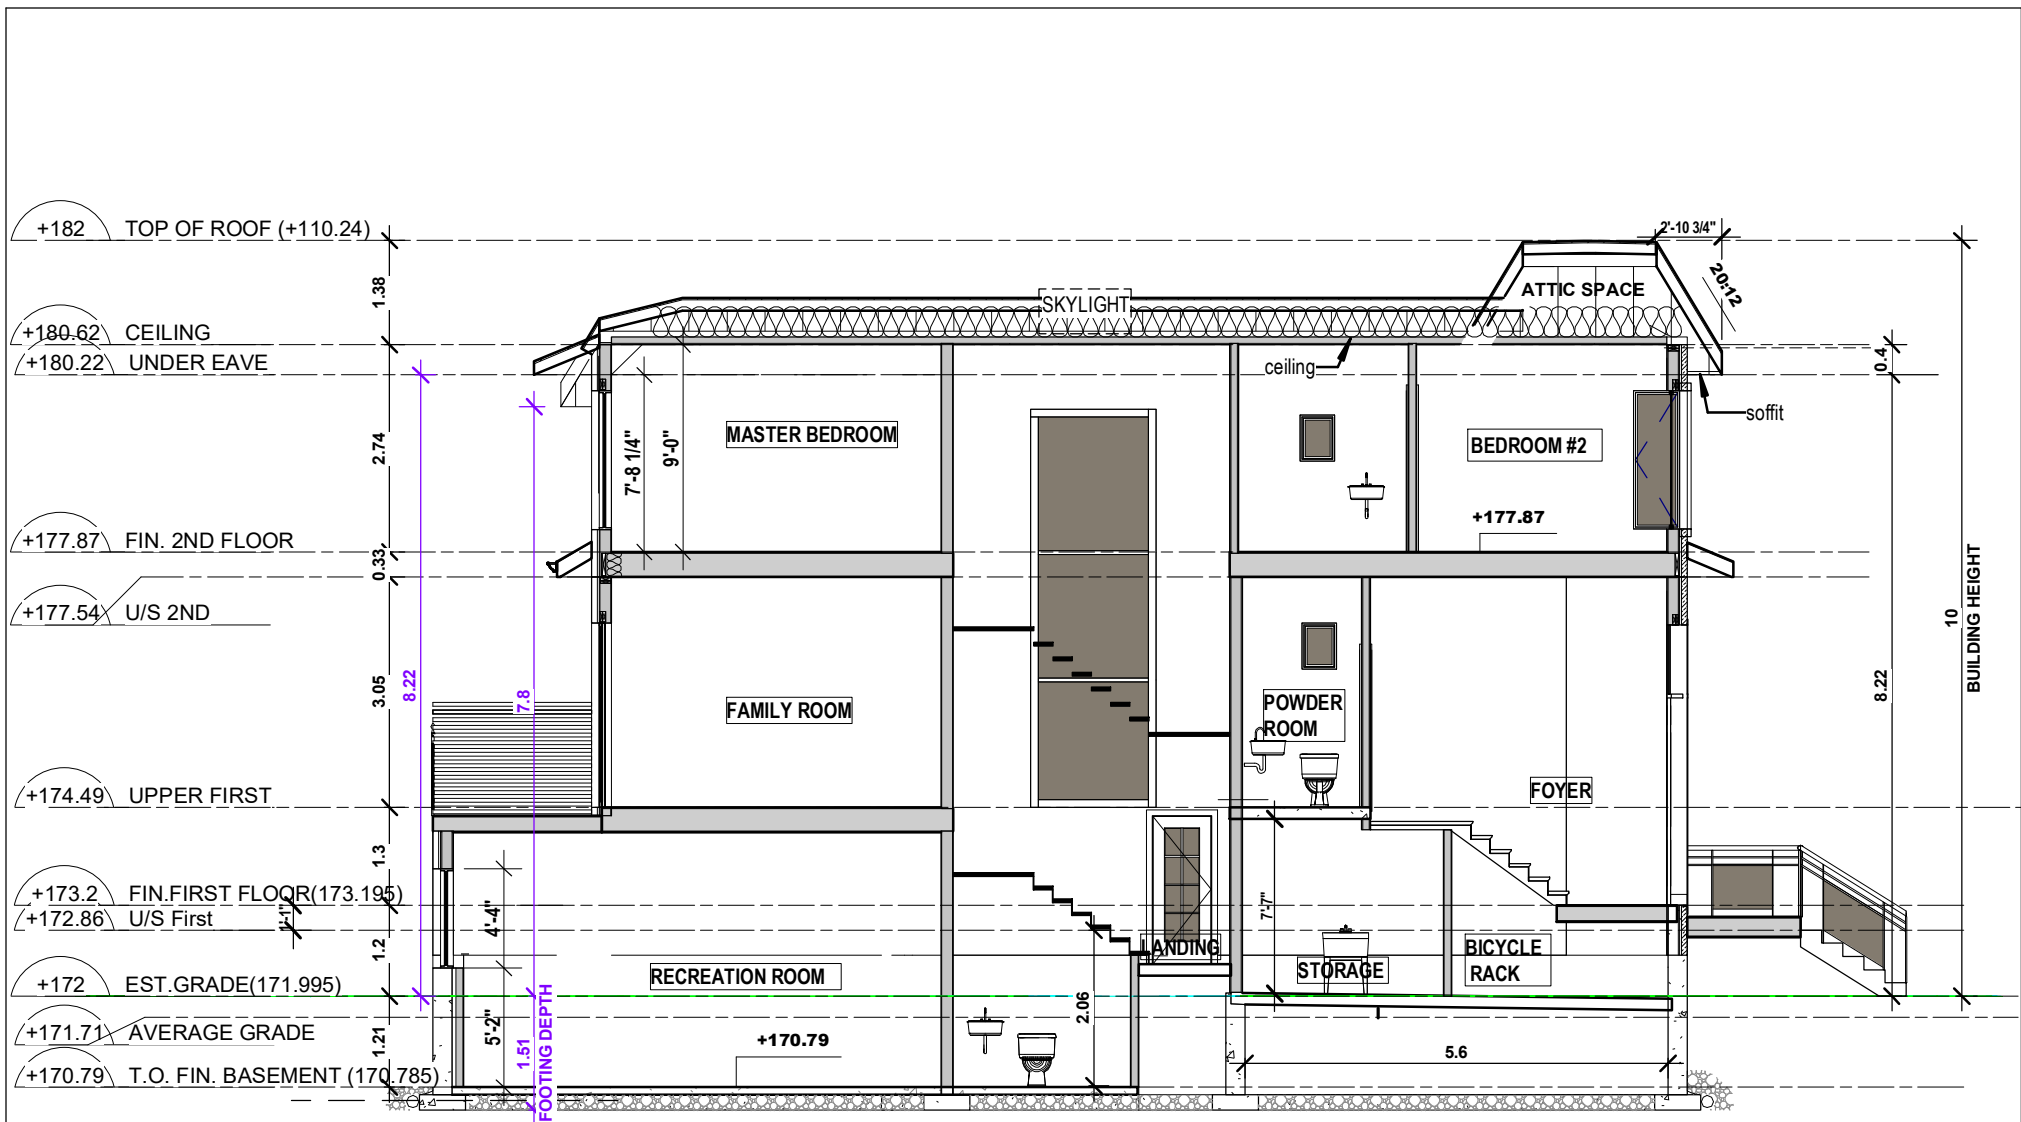 +182 TOP OF ROOF (+110.24)
2'-10 3/4"
20:12
1.38
SKYLIGHT
ATTIC SPACE
+180.62 CEILING
+180.22 UNDER EAVE
ceiling
0.4
soffit
2.74
7'-8 1/4"
9'-0"
MASTER BEDROOM
BEDROOM #2
+177.87
+177.87 FIN. 2ND FLOOR
0.33
+177.54 U/S 2ND
10
BUILDING HEIGHT
3.05
8.22
7.8
8.22
FAMILY ROOM
POWDER
ROOM
+174.49 UPPER FIRST
FOYER
1.3
+173.2 FIN.FIRST FLOOR(173.195)
+172.86 U/S First
1'-1"
4'-4"
7'-7"
1.2
LANDING
STORAGE
BICYCLE
RACK
RECREATION ROOM
+172 EST.GRADE(171.995)
2.06
+171.71 AVERAGE GRADE
1.21
5'-2"
1.51
FOOTING DEPTH
+170.79
5.6
+170.79 T.O. FIN. BASEMENT (170.785)